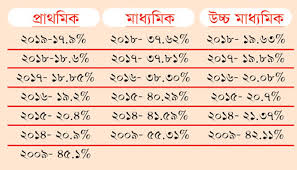 প্রাথমিক মাধ্যমিক উচ্চ মাধ্যমিক
২০১৯-১৭.৯% ২০১৮- ৩৭.৬২% ২০১৮- ১৯.৬৩%
২০১৮-১৮.৬% ২০১৭- ৩৭.৮১% ২০১৭- ১৯.৮৯%
২০১৭- ১৮.৮৫% ২০১৬- ৩৮.৩০% ২০১৬- ২০.০৮%
২০১৬- ১৯.২% ২০১৫- ৪০.২৯% ২০১৫- ২০.৭%
২০১৫- ২০.৪% ২০১৪- ৪১.৫৯% ২০১৪- ২১.৩৭%
২০১৪- ২০.৯% ২০০৯- ৫৫.৩১% ২০০৯- ৪২.১১%
২০০৯- ৪৫.১%